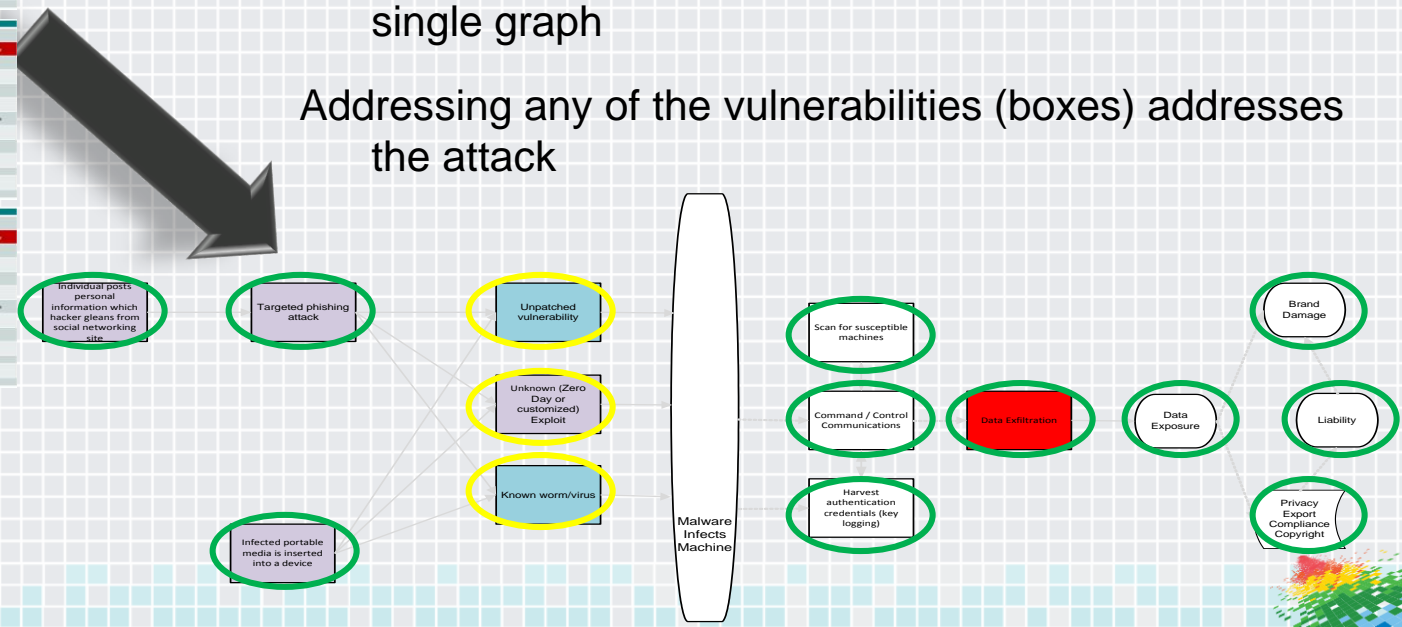 single graph
Addressing any of the vulnerabilities (boxes) addresses
the attack
Individual posts
personal
information which
hacker gleans from
social networking
site
Targeted phishing
attack
Infected portable
media is inserted
into a device
Unpatched
vulnerability
Unknown (Zero
Day or
customized)
Exploit
Known worm/virus
Malware
Infects
Machine
Scan for susceptible
machines
Command / Control
Communications
Harvest
authentication
credentials (key
logging)
Data Exfiltration
Data
Exposure
Brand
Damage
Liability
Privacy
Export
Compliance
Copyright